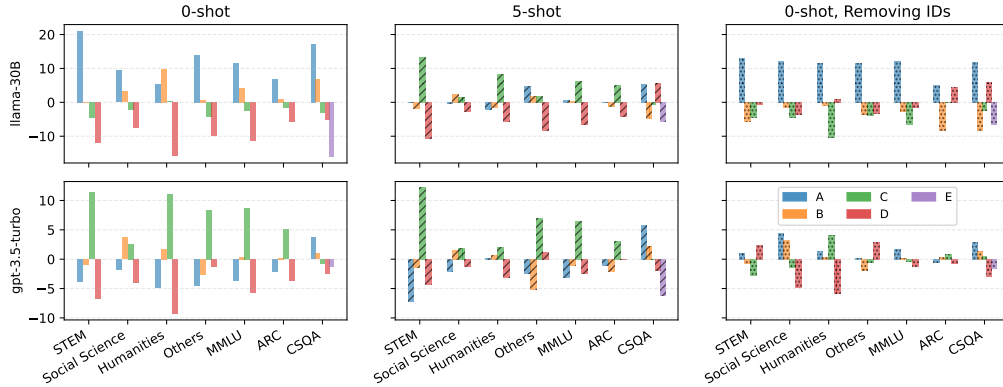 0-shot
5-shot
0-shot, Removing IDs
llama-30B
20
10
0
−10
gpt-3.5-turbo
10
5
0
−5
−10
A
B
C
D
E
STEM
Social Science
Humanities
Others
MMLU
ARC
CSQA
STEM
Social Science
Humanities
Others
MMLU
ARC
CSQA
STEM
Social Science
Humanities
Others
MMLU
ARC
CSQA